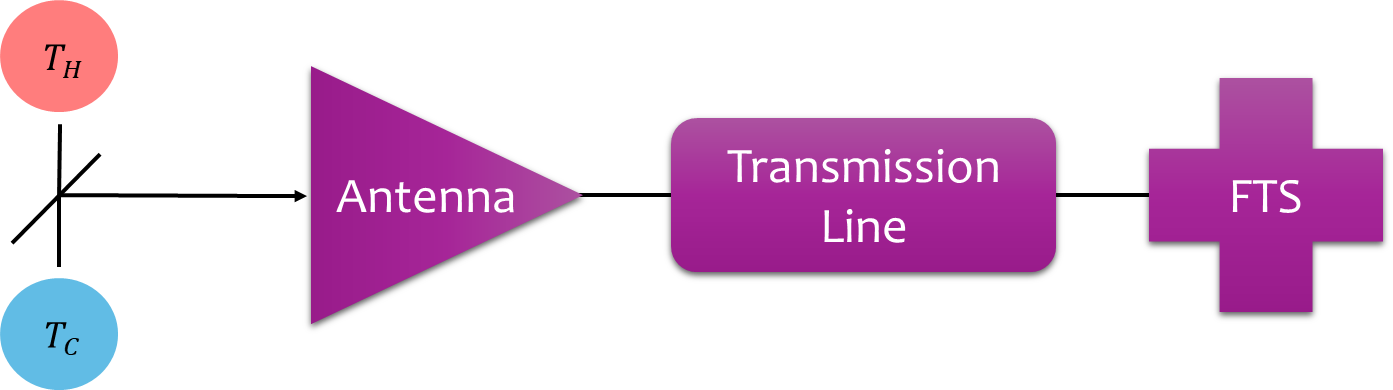 T_H
Antenna
Transmission
Line
FTS
T_C